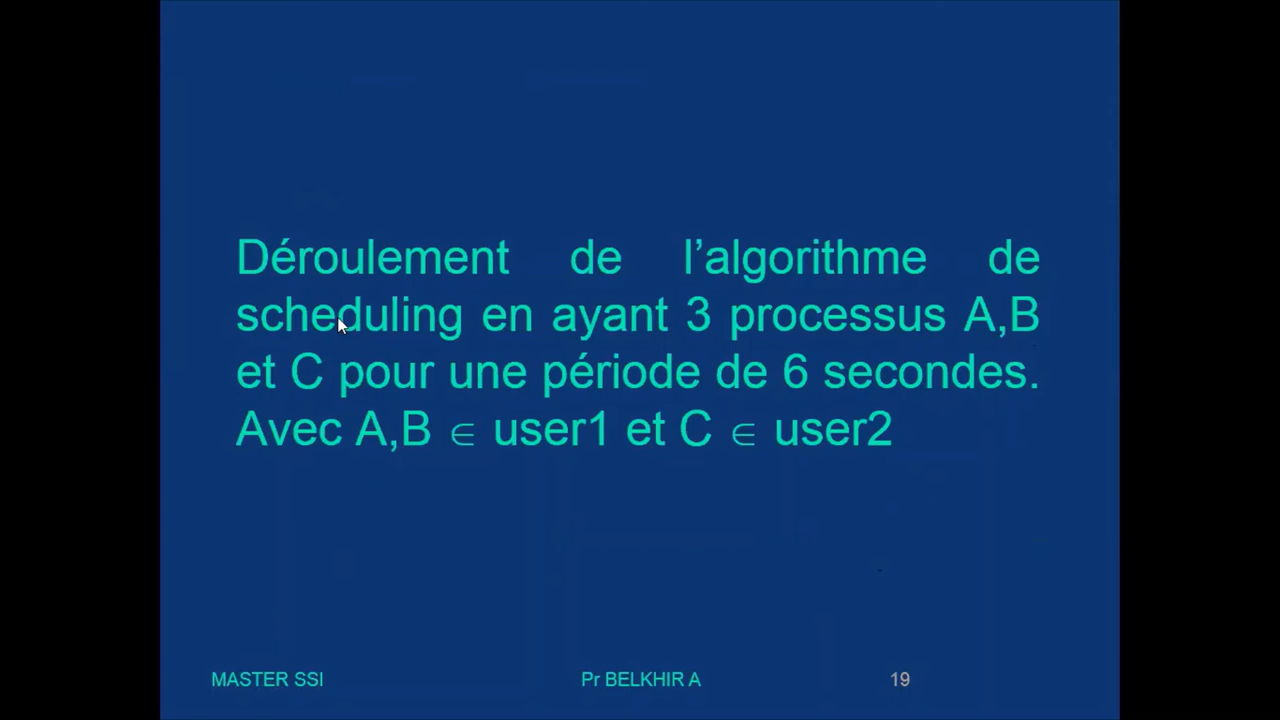 Déroulement de l’algorithme de
scheduling en ayant 3 processus A,B
et C pour une période de 6 secondes.
Avec A,B ∈ user1 et C ∈ user2
MASTER SSI Pr BELKHIR A 19